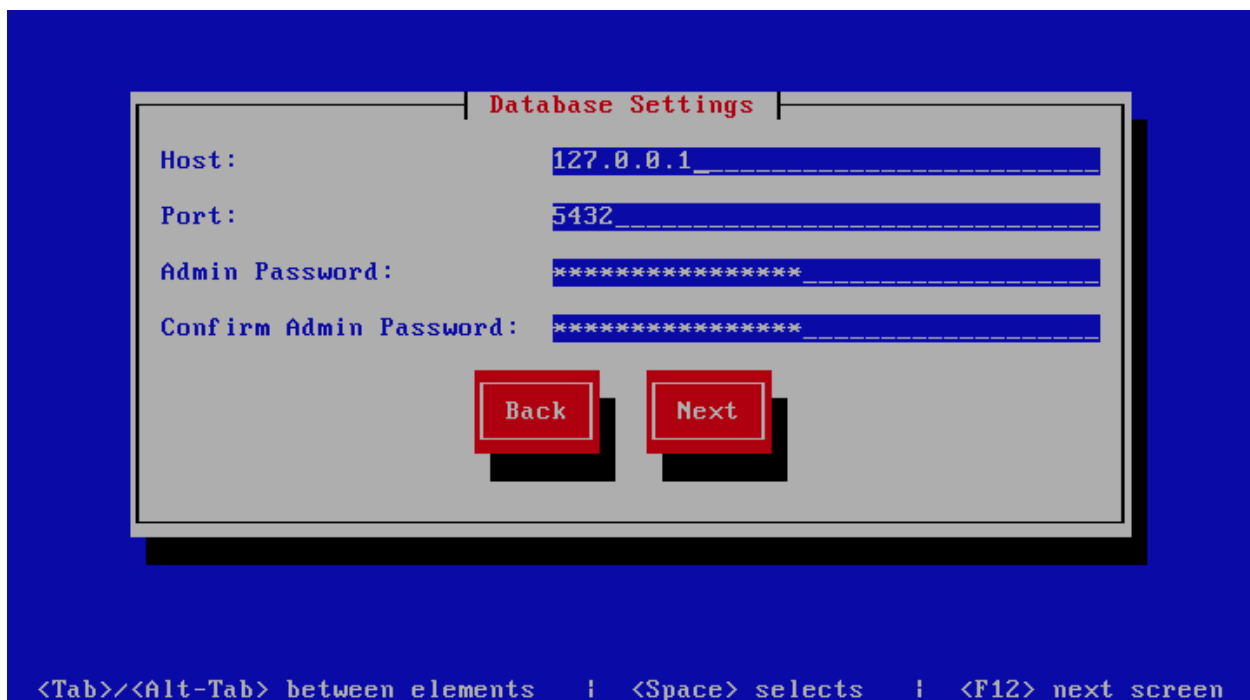 Database Settings
Host: 127.0.0.1
Port: 5432
Admin Password: ****************
Confirm Admin Password: ****************
Back Next
<Tab>/<Alt-Tab> between elements | <Space> selects | <F12> next screen